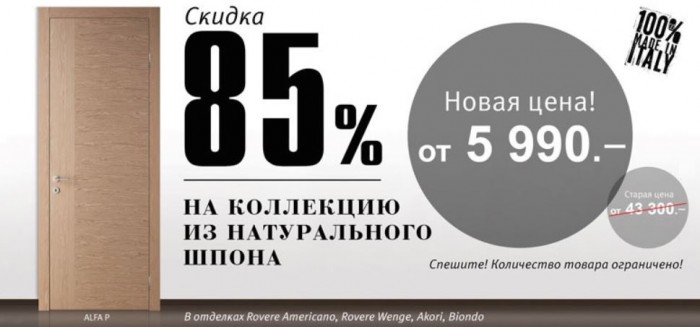 Скидка
85%
НА КОЛЛЕКЦИЮ
ИЗ НАТУРАЛЬНОГО
ШПОНА
Новая цена!
от 5 990.–
100%
MADE IN
ITALY
Старая цена
от 43 300.–
Спешите! Количество товара ограничено!
ALFA P
В отделках Rovere Americano, Rovere Wenge, Akori, Biondo